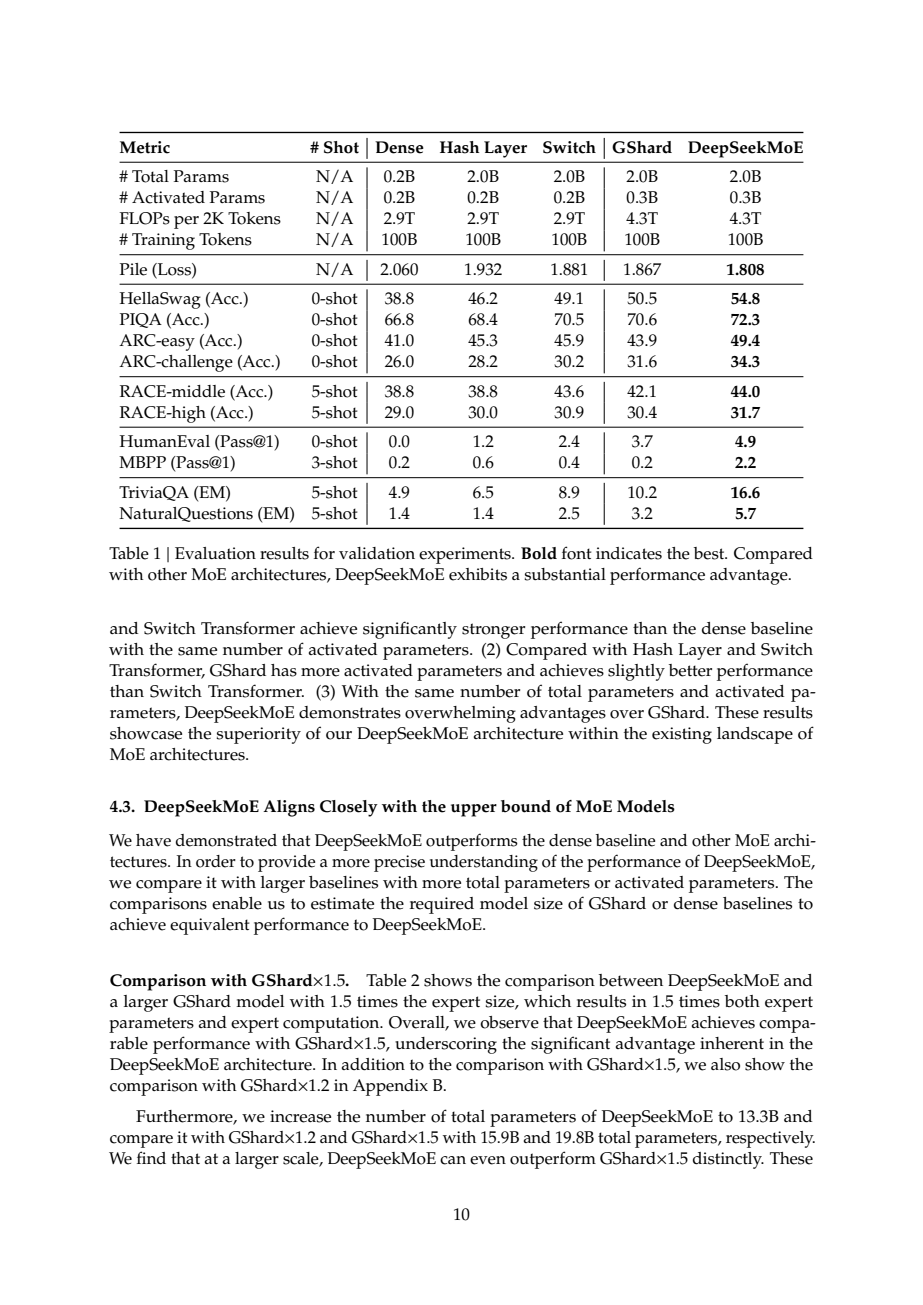 Metric # Shot Dense Hash Layer Switch GShard DeepSeekMoE
# Total Params N/A 0.2B 2.0B 2.0B 2.0B 2.0B
# Activated Params N/A 0.2B 0.2B 0.2B 0.3B 0.3B
FLOPs per 2K Tokens N/A 2.9T 2.9T 2.9T 4.3T 4.3T
# Training Tokens N/A 100B 100B 100B 100B 100B
Pile (Loss) N/A 2.060 1.932 1.881 1.867 1.808
HellaSwag (Acc.) 0-shot 38.8 46.2 49.1 50.5 54.8
PIQA (Acc.) 0-shot 66.8 68.4 70.5 70.6 72.3
ARC-easy (Acc.) 0-shot 41.0 45.3 45.9 43.9 49.4
ARC-challenge (Acc.) 0-shot 26.0 28.2 30.2 31.6 34.3
RACE-middle (Acc.) 5-shot 38.8 38.8 43.6 42.1 44.0
RACE-high (Acc.) 5-shot 29.0 30.0 30.9 30.4 31.7
HumanEval (Pass@1) 0-shot 0.0 1.2 2.4 3.7 4.9
MBPP (Pass@1) 3-shot 0.2 0.6 0.4 0.2 2.2
TriviaQA (EM) 5-shot 4.9 6.5 8.9 10.2 16.6
NaturalQuestions (EM) 5-shot 1.4 1.4 2.5 3.2 5.7
Table 1 | Evaluation results for validation experiments. Bold font indicates the best. Compared
with other MoE architectures, DeepSeekMoE exhibits a substantial performance advantage.
and Switch Transformer achieve significantly stronger performance than the dense baseline
with the same number of activated parameters. (2) Compared with Hash Layer and Switch
Transformer, GShard has more activated parameters and achieves slightly better performance
than Switch Transformer. (3) With the same number of total parameters and activated pa-
rameters, DeepSeekMoE demonstrates overwhelming advantages over GShard. These results
showcase the superiority of our DeepSeekMoE architecture within the existing landscape of
MoE architectures.
4.3. DeepSeekMoE Aligns Closely with the upper bound of MoE Models
We have demonstrated that DeepSeekMoE outperforms the dense baseline and other MoE archi-
tectures. In order to provide a more precise understanding of the performance of DeepSeekMoE,
we compare it with larger baselines with more total parameters or activated parameters. The
comparisons enable us to estimate the required model size of GShard or dense baselines to
achieve equivalent performance to DeepSeekMoE.
Comparison with GShard×1.5. Table 2 shows the comparison between DeepSeekMoE and
a larger GShard model with 1.5 times the expert size, which results in 1.5 times both expert
parameters and expert computation. Overall, we observe that DeepSeekMoE achieves compa-
rable performance with GShard×1.5, underscoring the significant advantage inherent in the
DeepSeekMoE architecture. In addition to the comparison with GShard×1.5, we also show the
comparison with GShard×1.2 in Appendix B.
Furthermore, we increase the number of total parameters of DeepSeekMoE to 13.3B and
compare it with GShard×1.2 and GShard×1.5 with 15.9B and 19.8B total parameters, respectively.
We find that at a larger scale, DeepSeekMoE can even outperform GShard×1.5 distinctly. These
10